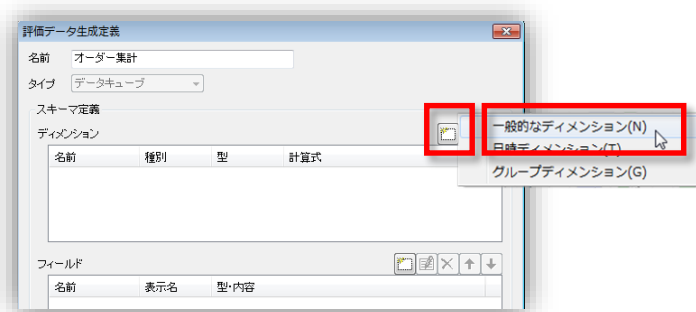 評価データ生成定義
名前 オーダー集計
タイプ データキューブ
スキーマ定義
ディメンション
一般的なディメンション(N)
日時ディメンション(T)
グループディメンション(G)
名前 種別 型 計算式
フィールド
名前 表示名 型・内容